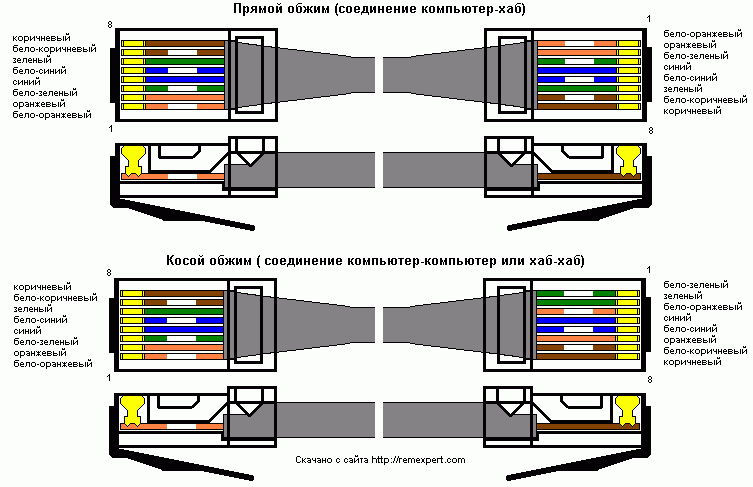 Прямой обжим (соединение компьютер-хаб)
8
коричневый
бело-коричневый
зеленый
бело-синий
синий
бело-зеленый
оранжевый
бело-оранжевый
1
бело-оранжевый
оранжевый
бело-зеленый
синий
бело-синий
зеленый
бело-коричневый
коричневый
1
8
Косой обжим ( соединение компьютер-компьютер или хаб-хаб)
8
коричневый
бело-коричневый
зеленый
бело-синий
синий
бело-зеленый
оранжевый
бело-оранжевый
1
бело-зеленый
зеленый
бело-оранжевый
синий
бело-синий
оранжевый
бело-коричневый
коричневый
1
8
Скачано с сайта http://remexpert.com